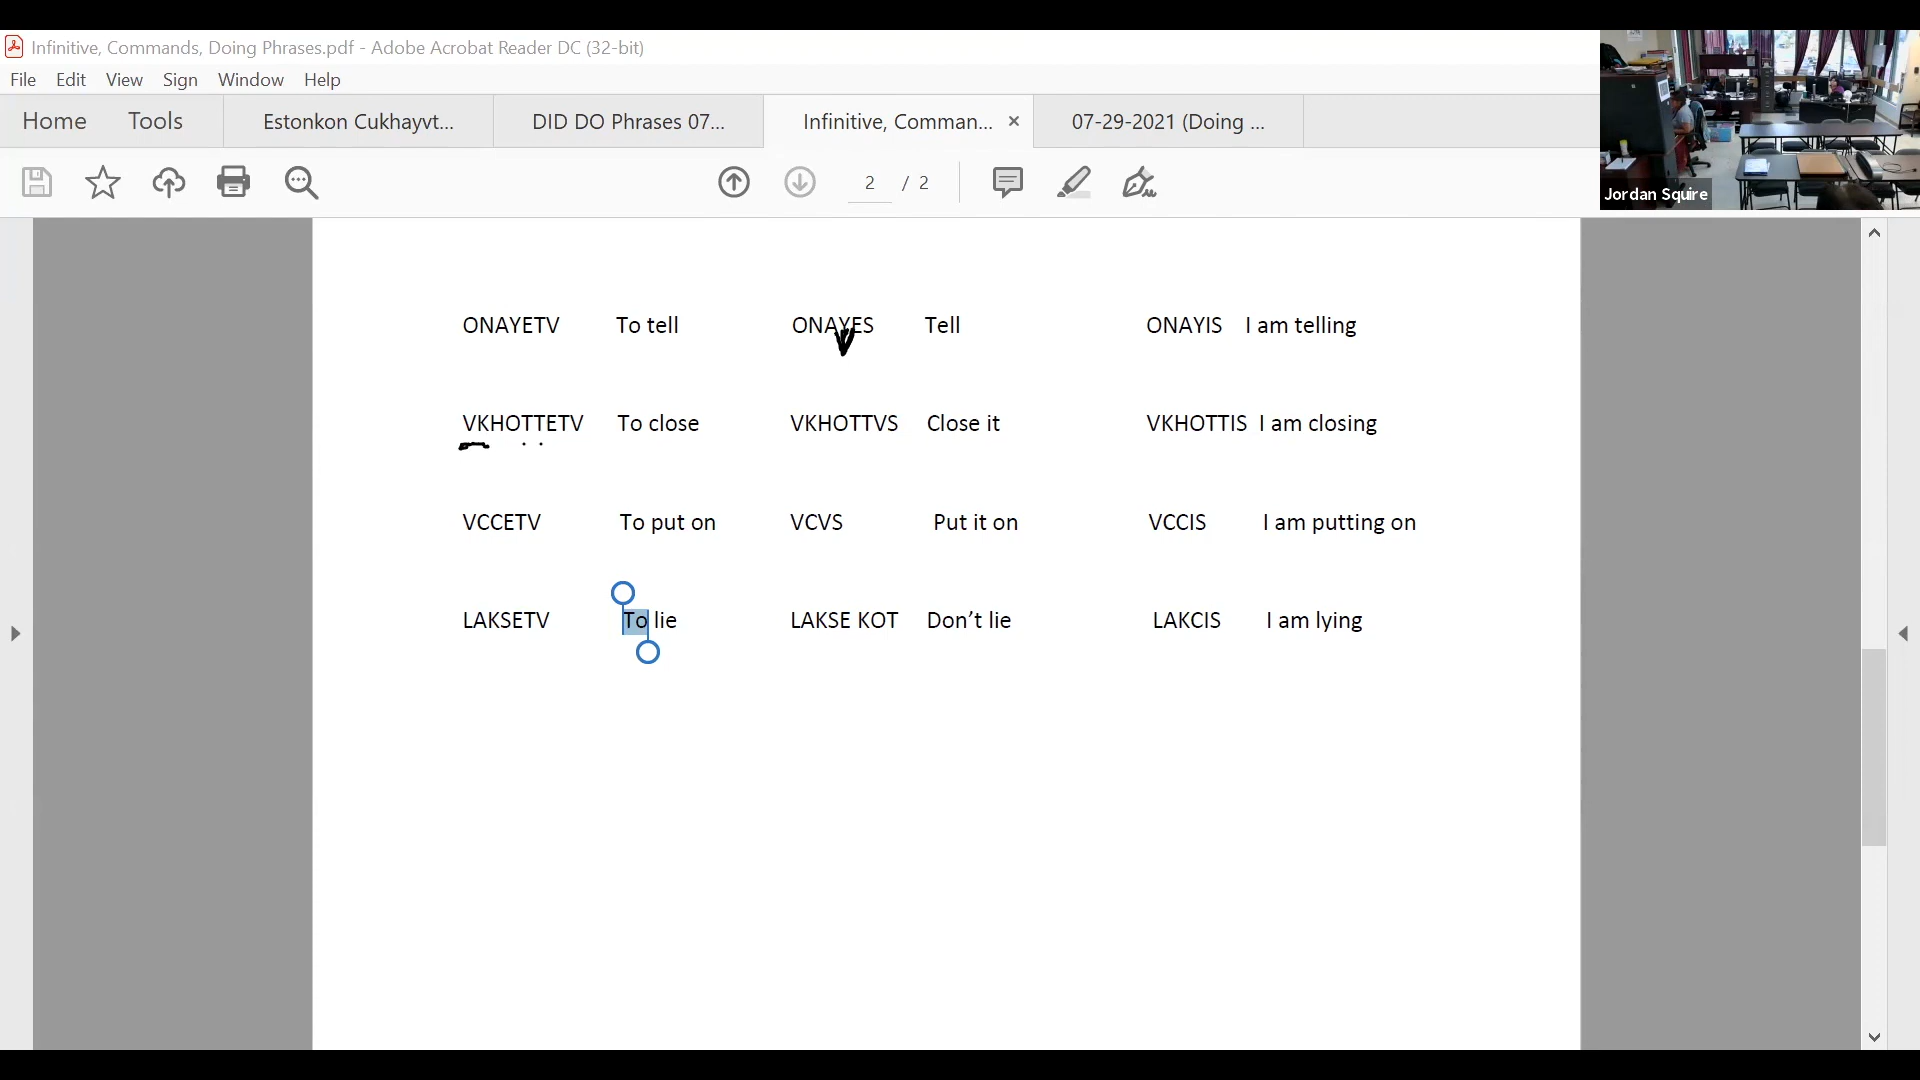 Infinitive, Commands, Doing Phrases.pdf - Adobe Acrobat Reader DC (32-bit)
File Edit View Sign Window Help
Home Tools Estonkon Cukhayvt... DID DO Phrases 07... Infinitive, Comman... × 07-29-2021 (Doing ...
2 / 2
Jordan Squire
ONAYETV To tell ONAYES Tell ONAYIS I am telling
V
VKHOTTETV To close VKHOTTVS Close it VKHOTTIS I am closing
VCCETV To put on VCVS Put it on VCCIS I am putting on
LAKSETV To lie LAKSE KOT Don’t lie LAKCIS I am lying